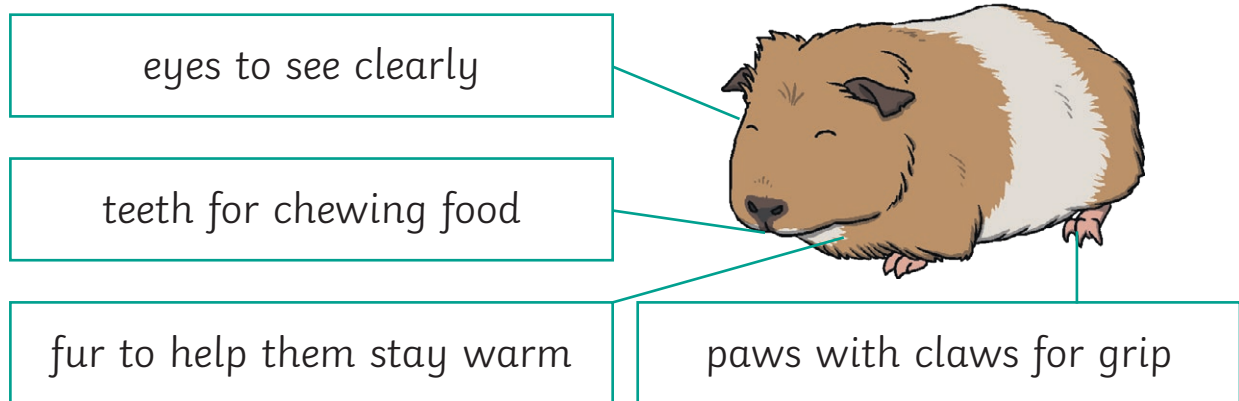 eyes to see clearly
teeth for chewing food
fur to help them stay warm
paws with claws for grip